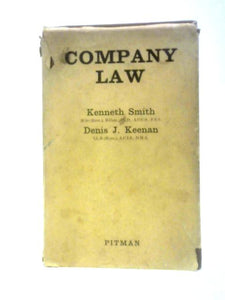 COMPANY
LAW
Kenneth Smith
Denis J. Keenan
PITMAN